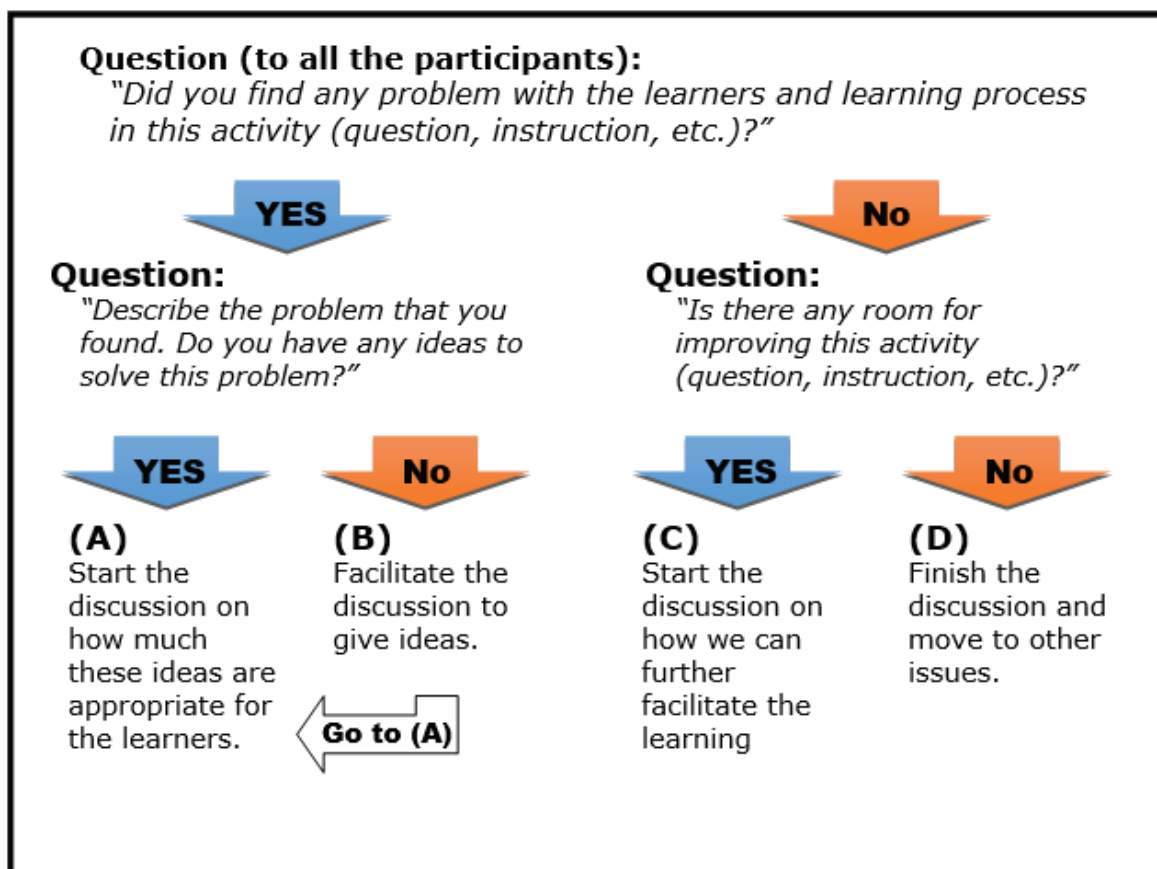 Question (to all the participants):
“Did you find any problem with the learners and learning process
in this activity (question, instruction, etc.)?”
YES
No
Question:
“Describe the problem that you
found. Do you have any ideas to
solve this problem?”
Question:
“Is there any room for
improving this activity
(question, instruction, etc.)?”
YES
No
YES
No
(A)
Start the
discussion on
how much
these ideas are
appropriate for
the learners.
(B)
Facilitate the
discussion to
give ideas.
Go to (A)
(C)
Start the
discussion on
how we can
further
facilitate the
learning
(D)
Finish the
discussion and
move to other
issues.